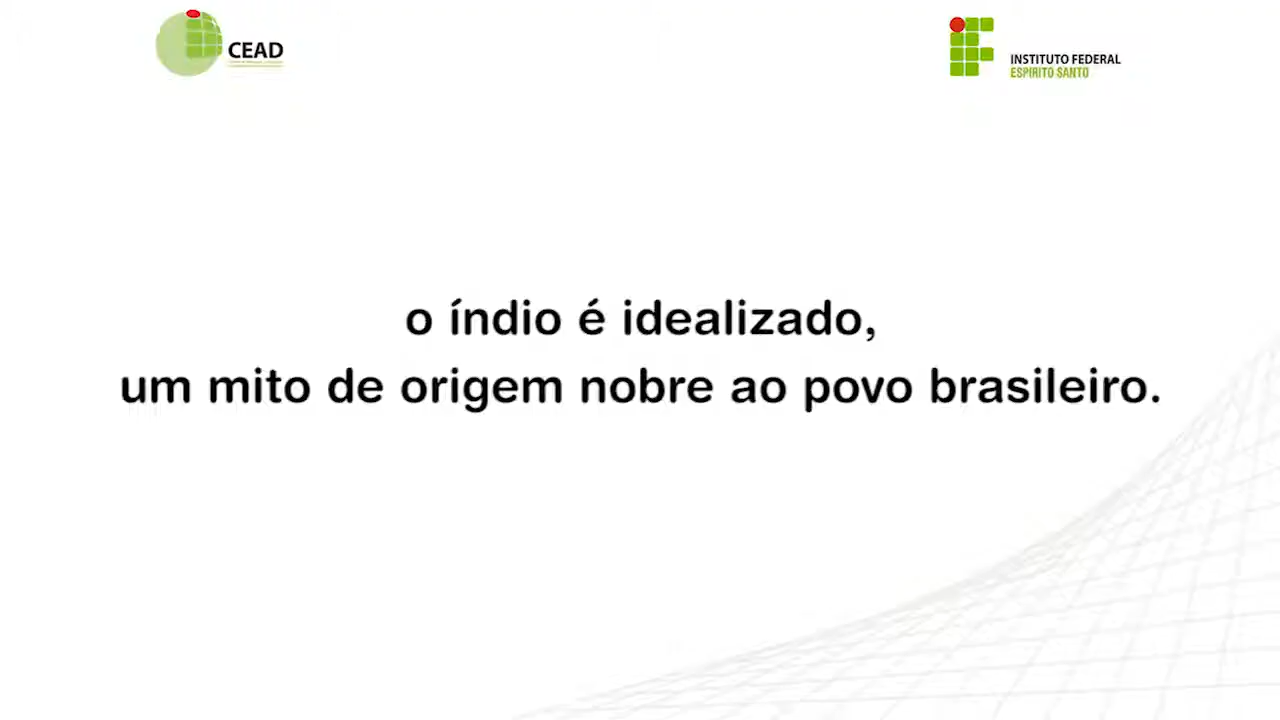 CEAD
INSTITUTO FEDERAL
ESPÍRITO SANTO
o índio é idealizado,
um mito de origem nobre ao povo brasileiro.